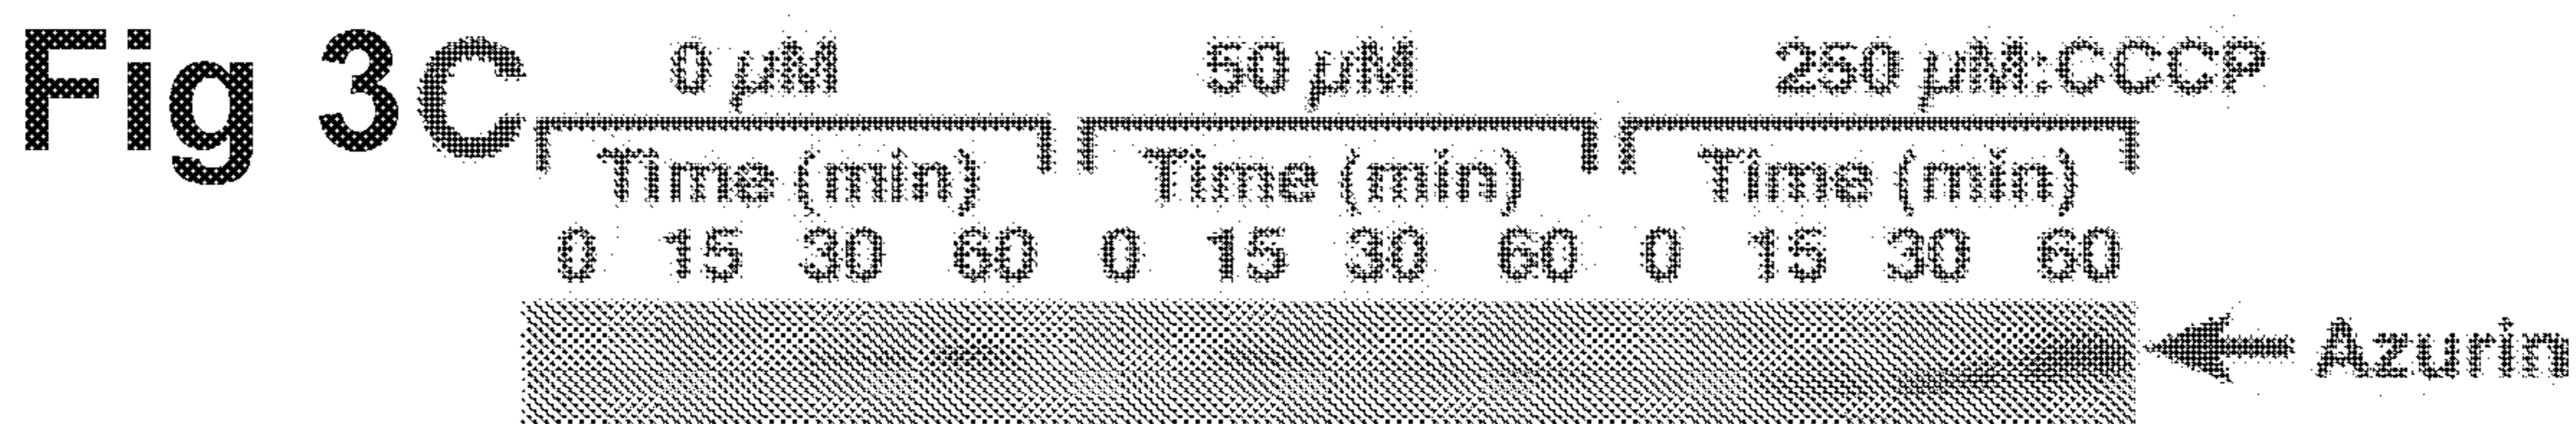 Fig 3C
0 µM 50 µM 250 µM:CCCP
Time (min) Time (min) Time (min)
0 15 30 60 0 15 30 60 0 15 30 60
Azurin